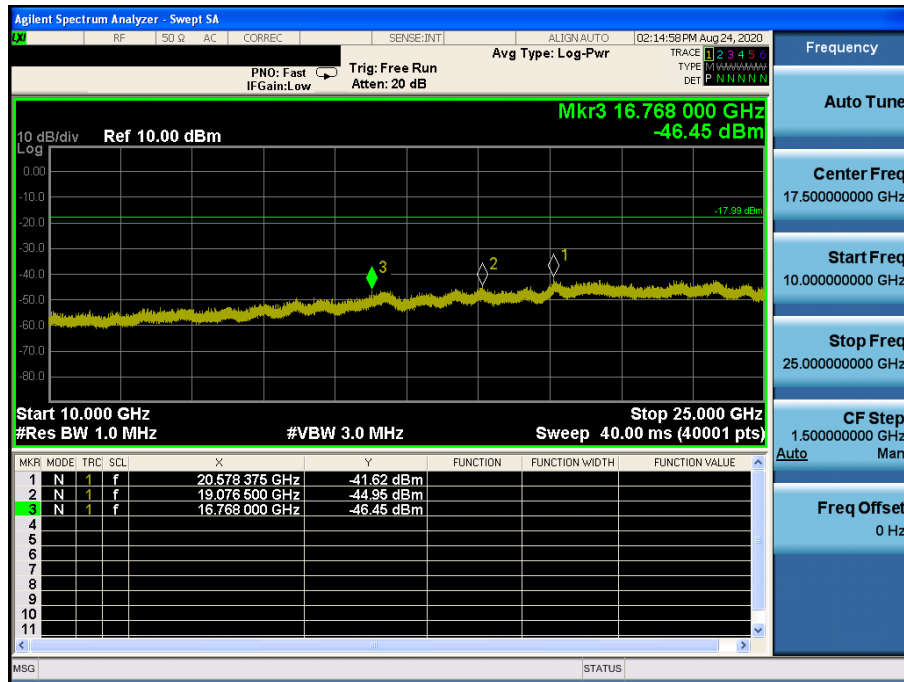 Agilent Spectrum Analyzer - Swept SA
LXI RF 50 Ω AC CORREC SENSE:INT ALIGN AUTO 02:14:58 PM Aug 24, 2020
Avg Type: Log-Pwr TRACE 1 2 3 4 5 6
PNO: Fast Trig: Free Run TYPE M W W W W W
IFGain:Low Atten: 20 dB DET P N N N N N
Mkr3 16.768 000 GHz
-46.45 dBm
10 dB/div Ref 10.00 dBm
Log
0.00
-10.0
-17.99 dBm
-20.0
-30.0
1
2
3
-40.0
-50.0
-60.0
-70.0
-80.0
Start 10.000 GHz Stop 25.000 GHz
#Res BW 1.0 MHz #VBW 3.0 MHz Sweep 40.00 ms (40001 pts)
MKR MODE TRC SCL X Y FUNCTION FUNCTION WIDTH FUNCTION VALUE
1 N 1 f 20.578 375 GHz -41.62 dBm
2 N 1 f 19.076 500 GHz -44.95 dBm
3 N 1 f 16.768 000 GHz -46.45 dBm
4
5
6
7
8
9
10
11
MSG STATUS
Frequency
Auto Tune
Center Freq
17.500000000 GHz
Start Freq
10.000000000 GHz
Stop Freq
25.000000000 GHz
CF Step
1.500000000 GHz
Auto Man
Freq Offset
0 Hz